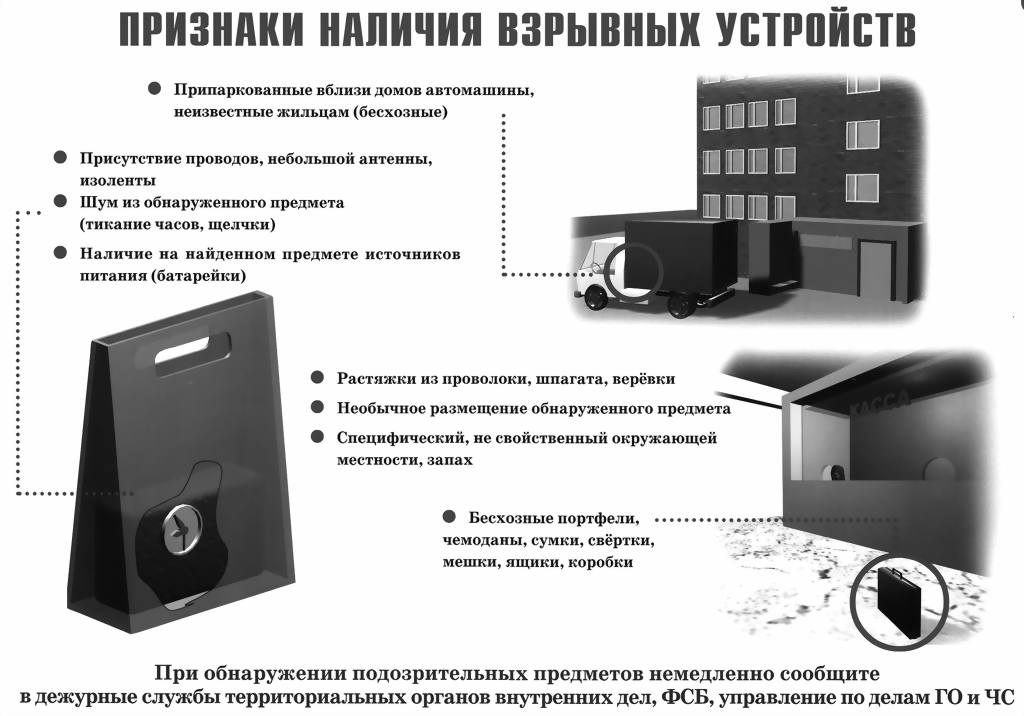 ПРИЗНАКИ НАЛИЧИЯ ВЗРЫВНЫХ УСТРОЙСТВ
Припаркованные вблизи домов автомашины,
неизвестные жильцам (бесхозные)
Присутствие проводов, небольшой антенны,
изоленты
Шум из обнаруженного предмета
(тикание часов, щелчки)
Наличие на найденном предмете источников
питания (батарейки)
Растяжки из проволоки, шпагата, верёвки
Необычное размещение обнаруженного предмета
Специфический, не свойственный окружающей
местности, запах
КАССА
Бесхозные портфели,
чемоданы, сумки, свёртки,
мешки, ящики, коробки
При обнаружении подозрительных предметов немедленно сообщите
в дежурные службы территориальных органов внутренних дел, ФСБ, управление по делам ГО и ЧС